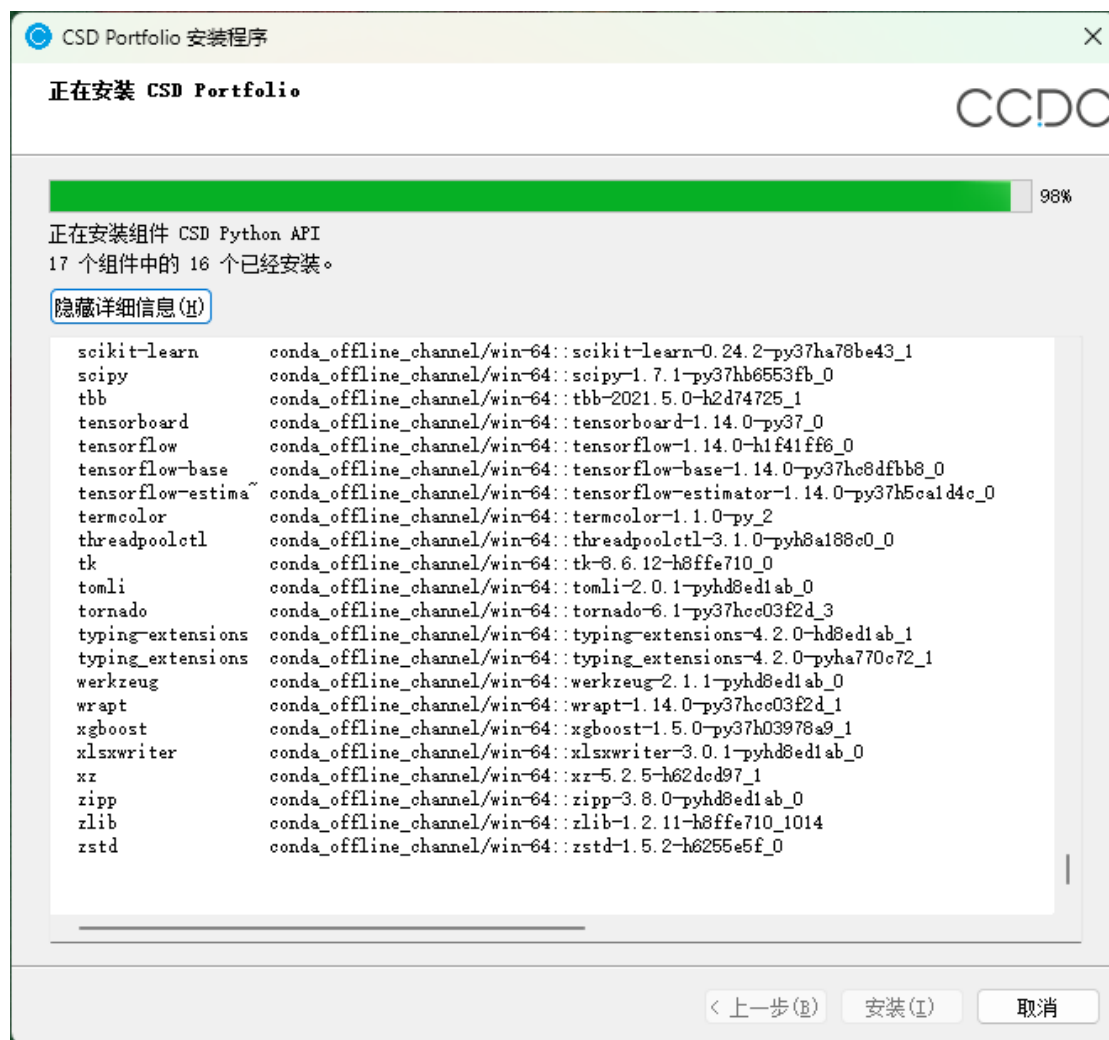 CSD Portfolio 安装程序
正在安装 CSD Portfolio
CCDC
98%
正在安装组件 CSD Python API
17 个组件中的 16 个已经安装。
隐藏详细信息(H)
scikit-learn conda_offline_channel/win-64::scikit-learn-0.24.2-py37ha78be43_1
scipy conda_offline_channel/win-64::scipy-1.7.1-py37hb6553fb_0
tbb conda_offline_channel/win-64::tbb-2021.5.0-h2d74725_1
tensorboard conda_offline_channel/win-64::tensorboard-1.14.0-py37_0
tensorflow conda_offline_channel/win-64::tensorflow-1.14.0-h1f41ff6_0
tensorflow-base conda_offline_channel/win-64::tensorflow-base-1.14.0-py37hc8dfbb8_0
tensorflow-estima~ conda_offline_channel/win-64::tensorflow-estimator-1.14.0-py37h5ca1d4c_0
termcolor conda_offline_channel/win-64::termcolor-1.1.0-py_2
threadpoolctl conda_offline_channel/win-64::threadpoolctl-3.1.0-pyh8a188c0_0
tk conda_offline_channel/win-64::tk-8.6.12-h8ffe710_0
tomli conda_offline_channel/win-64::tomli-2.0.1-pyhd8ed1ab_0
tornado conda_offline_channel/win-64::tornado-6.1-py37hcc03f2d_3
typing-extensions conda_offline_channel/win-64::typing-extensions-4.2.0-hd8ed1ab_1
typing_extensions conda_offline_channel/win-64::typing_extensions-4.2.0-pyha770c72_1
werkzeug conda_offline_channel/win-64::werkzeug-2.1.1-pyhd8ed1ab_0
wrapt conda_offline_channel/win-64::wrapt-1.14.0-py37hcc03f2d_1
xgboost conda_offline_channel/win-64::xgboost-1.5.0-py37h03978a9_1
xlsxwriter conda_offline_channel/win-64::xlsxwriter-3.0.1-pyhd8ed1ab_0
xz conda_offline_channel/win-64::xz-5.2.5-h62dcd97_1
zipp conda_offline_channel/win-64::zipp-3.8.0-pyhd8ed1ab_0
zlib conda_offline_channel/win-64::zlib-1.2.11-h8ffe710_1014
zstd conda_offline_channel/win-64::zstd-1.5.2-h6255e5f_0
< 上一步(B) 安装(I) 取消